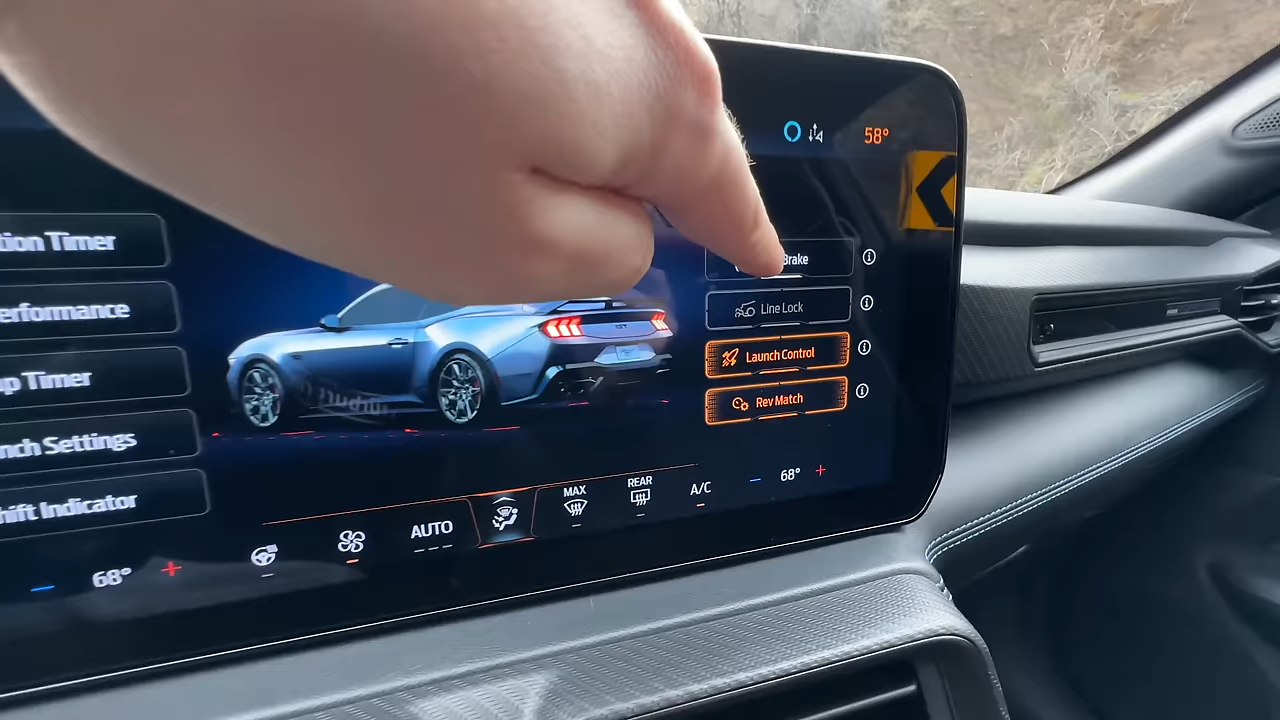 58°
tion Timer
erformance
p Timer
nch Settings
hift Indicator
Brake
Line Lock
Launch Control
Rev Match
GT
68°
AUTO
MAX
REAR
A/C
68°